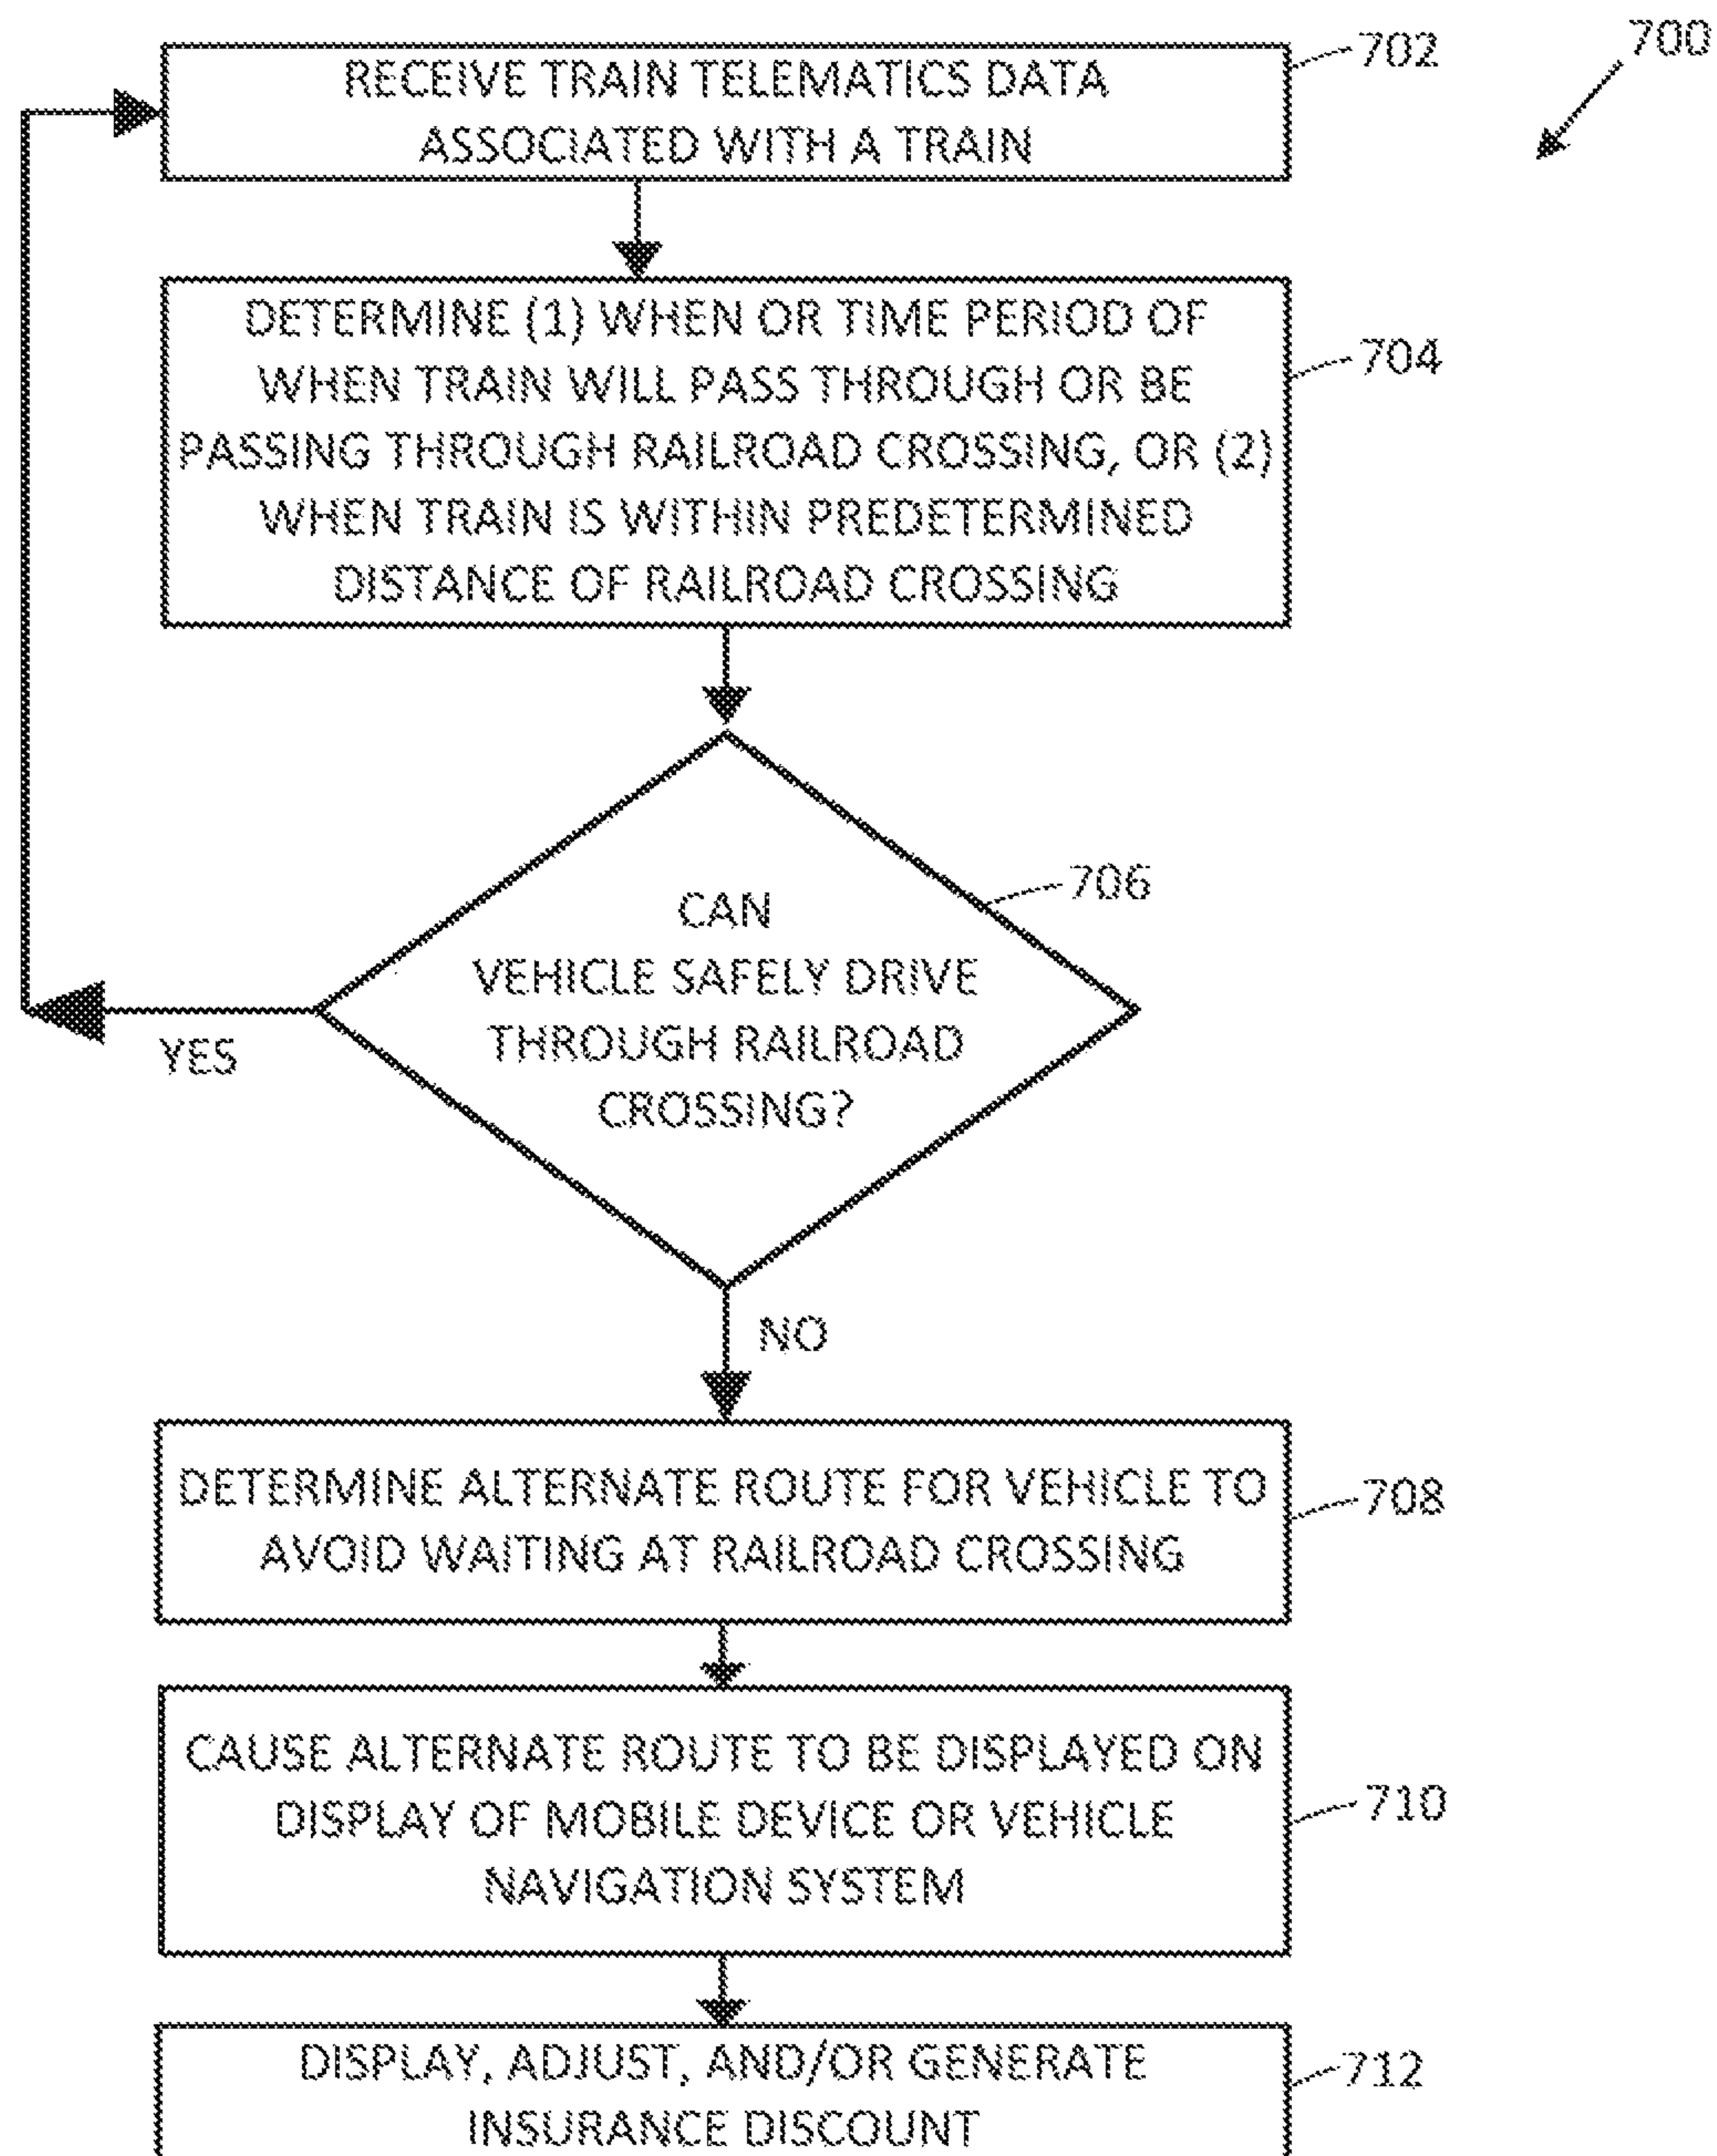 700
RECEIVE TRAIN TELEMATICS DATA
ASSOCIATED WITH A TRAIN
702
DETERMINE (1) WHEN OR TIME PERIOD OF
WHEN TRAIN WILL PASS THROUGH OR BE
PASSING THROUGH RAILROAD CROSSING, OR (2)
WHEN TRAIN IS WITHIN PREDETERMINED
DISTANCE OF RAILROAD CROSSING
704
CAN
VEHICLE SAFELY DRIVE
THROUGH RAILROAD
CROSSING?
706
YES
NO
DETERMINE ALTERNATE ROUTE FOR VEHICLE TO
AVOID WAITING AT RAILROAD CROSSING
708
CAUSE ALTERNATE ROUTE TO BE DISPLAYED ON
DISPLAY OF MOBILE DEVICE OR VEHICLE
NAVIGATION SYSTEM
710
DISPLAY, ADJUST, AND/OR GENERATE
INSURANCE DISCOUNT
712